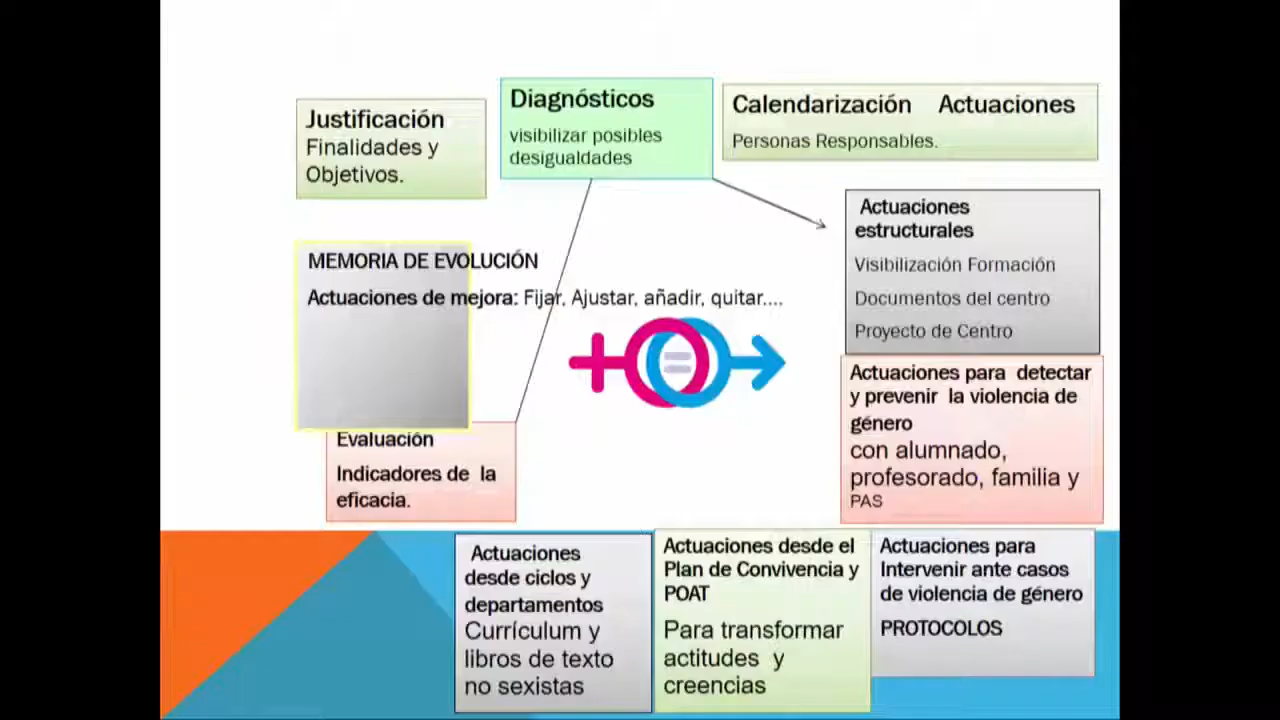 Justificación
Finalidades y
Objetivos.
Diagnósticos
visibilizar posibles
desigualdades
Calendarización Actuaciones
Personas Responsables.
MEMORIA DE EVOLUCIÓN
Actuaciones de mejora: Fijar, Ajustar, añadir, quitar....
Actuaciones
estructurales
Visibilización Formación
Documentos del centro
Proyecto de Centro
Actuaciones para detectar
y prevenir la violencia de
género
con alumnado,
profesorado, familia y
PAS
Evaluación
Indicadores de la
eficacia.
Actuaciones
desde ciclos y
departamentos
Currículum y
libros de texto
no sexistas
Actuaciones desde el
Plan de Convivencia y
POAT
Para transformar
actitudes y
creencias
Actuaciones para
Intervenir ante casos
de violencia de género
PROTOCOLOS